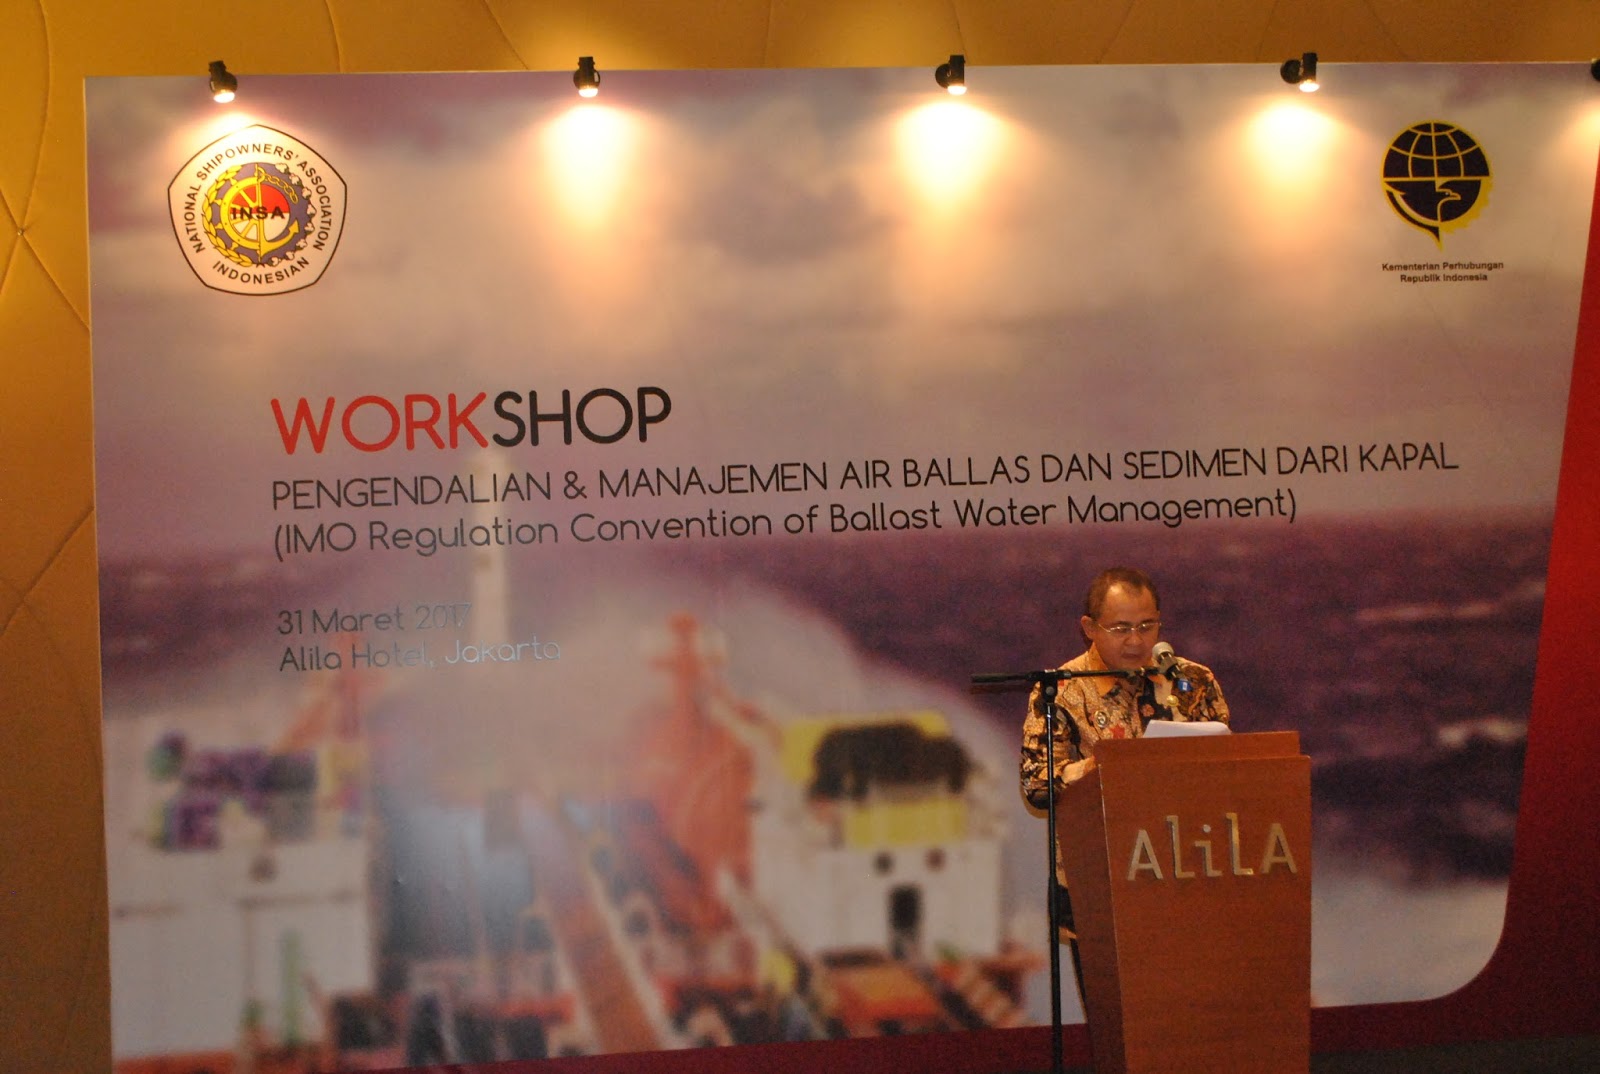 NATIONAL SHIPOWNERS' ASSOCIATION
INSA
INDONESIAN
Kementerian Perhubungan
Republik Indonesia
WORKSHOP
PENGENDALIAN & MANAJEMEN AIR BALLAS DAN SEDIMEN DARI KAPAL
(IMO Regulation Convention of Ballast Water Management)
31 Maret 2017
Alila Hotel, Jakarta
ALiLA